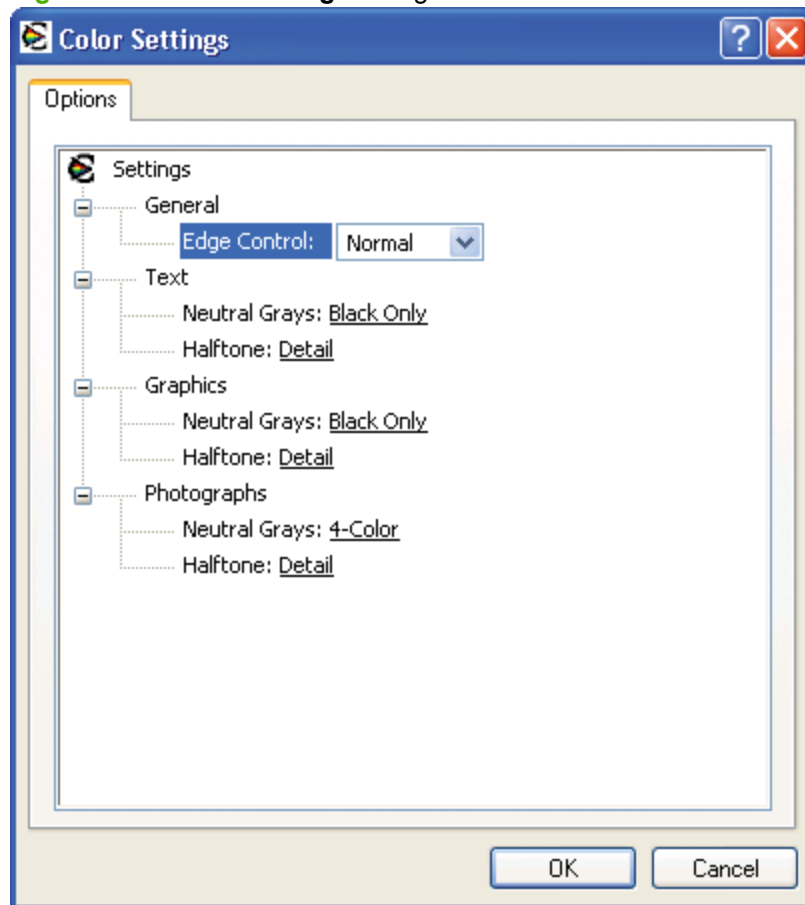 Color Settings
Options
Settings
General
Edge Control: Normal
Text
Neutral Grays: Black Only
Halftone: Detail
Graphics
Neutral Grays: Black Only
Halftone: Detail
Photographs
Neutral Grays: 4-Color
Halftone: Detail
OK Cancel